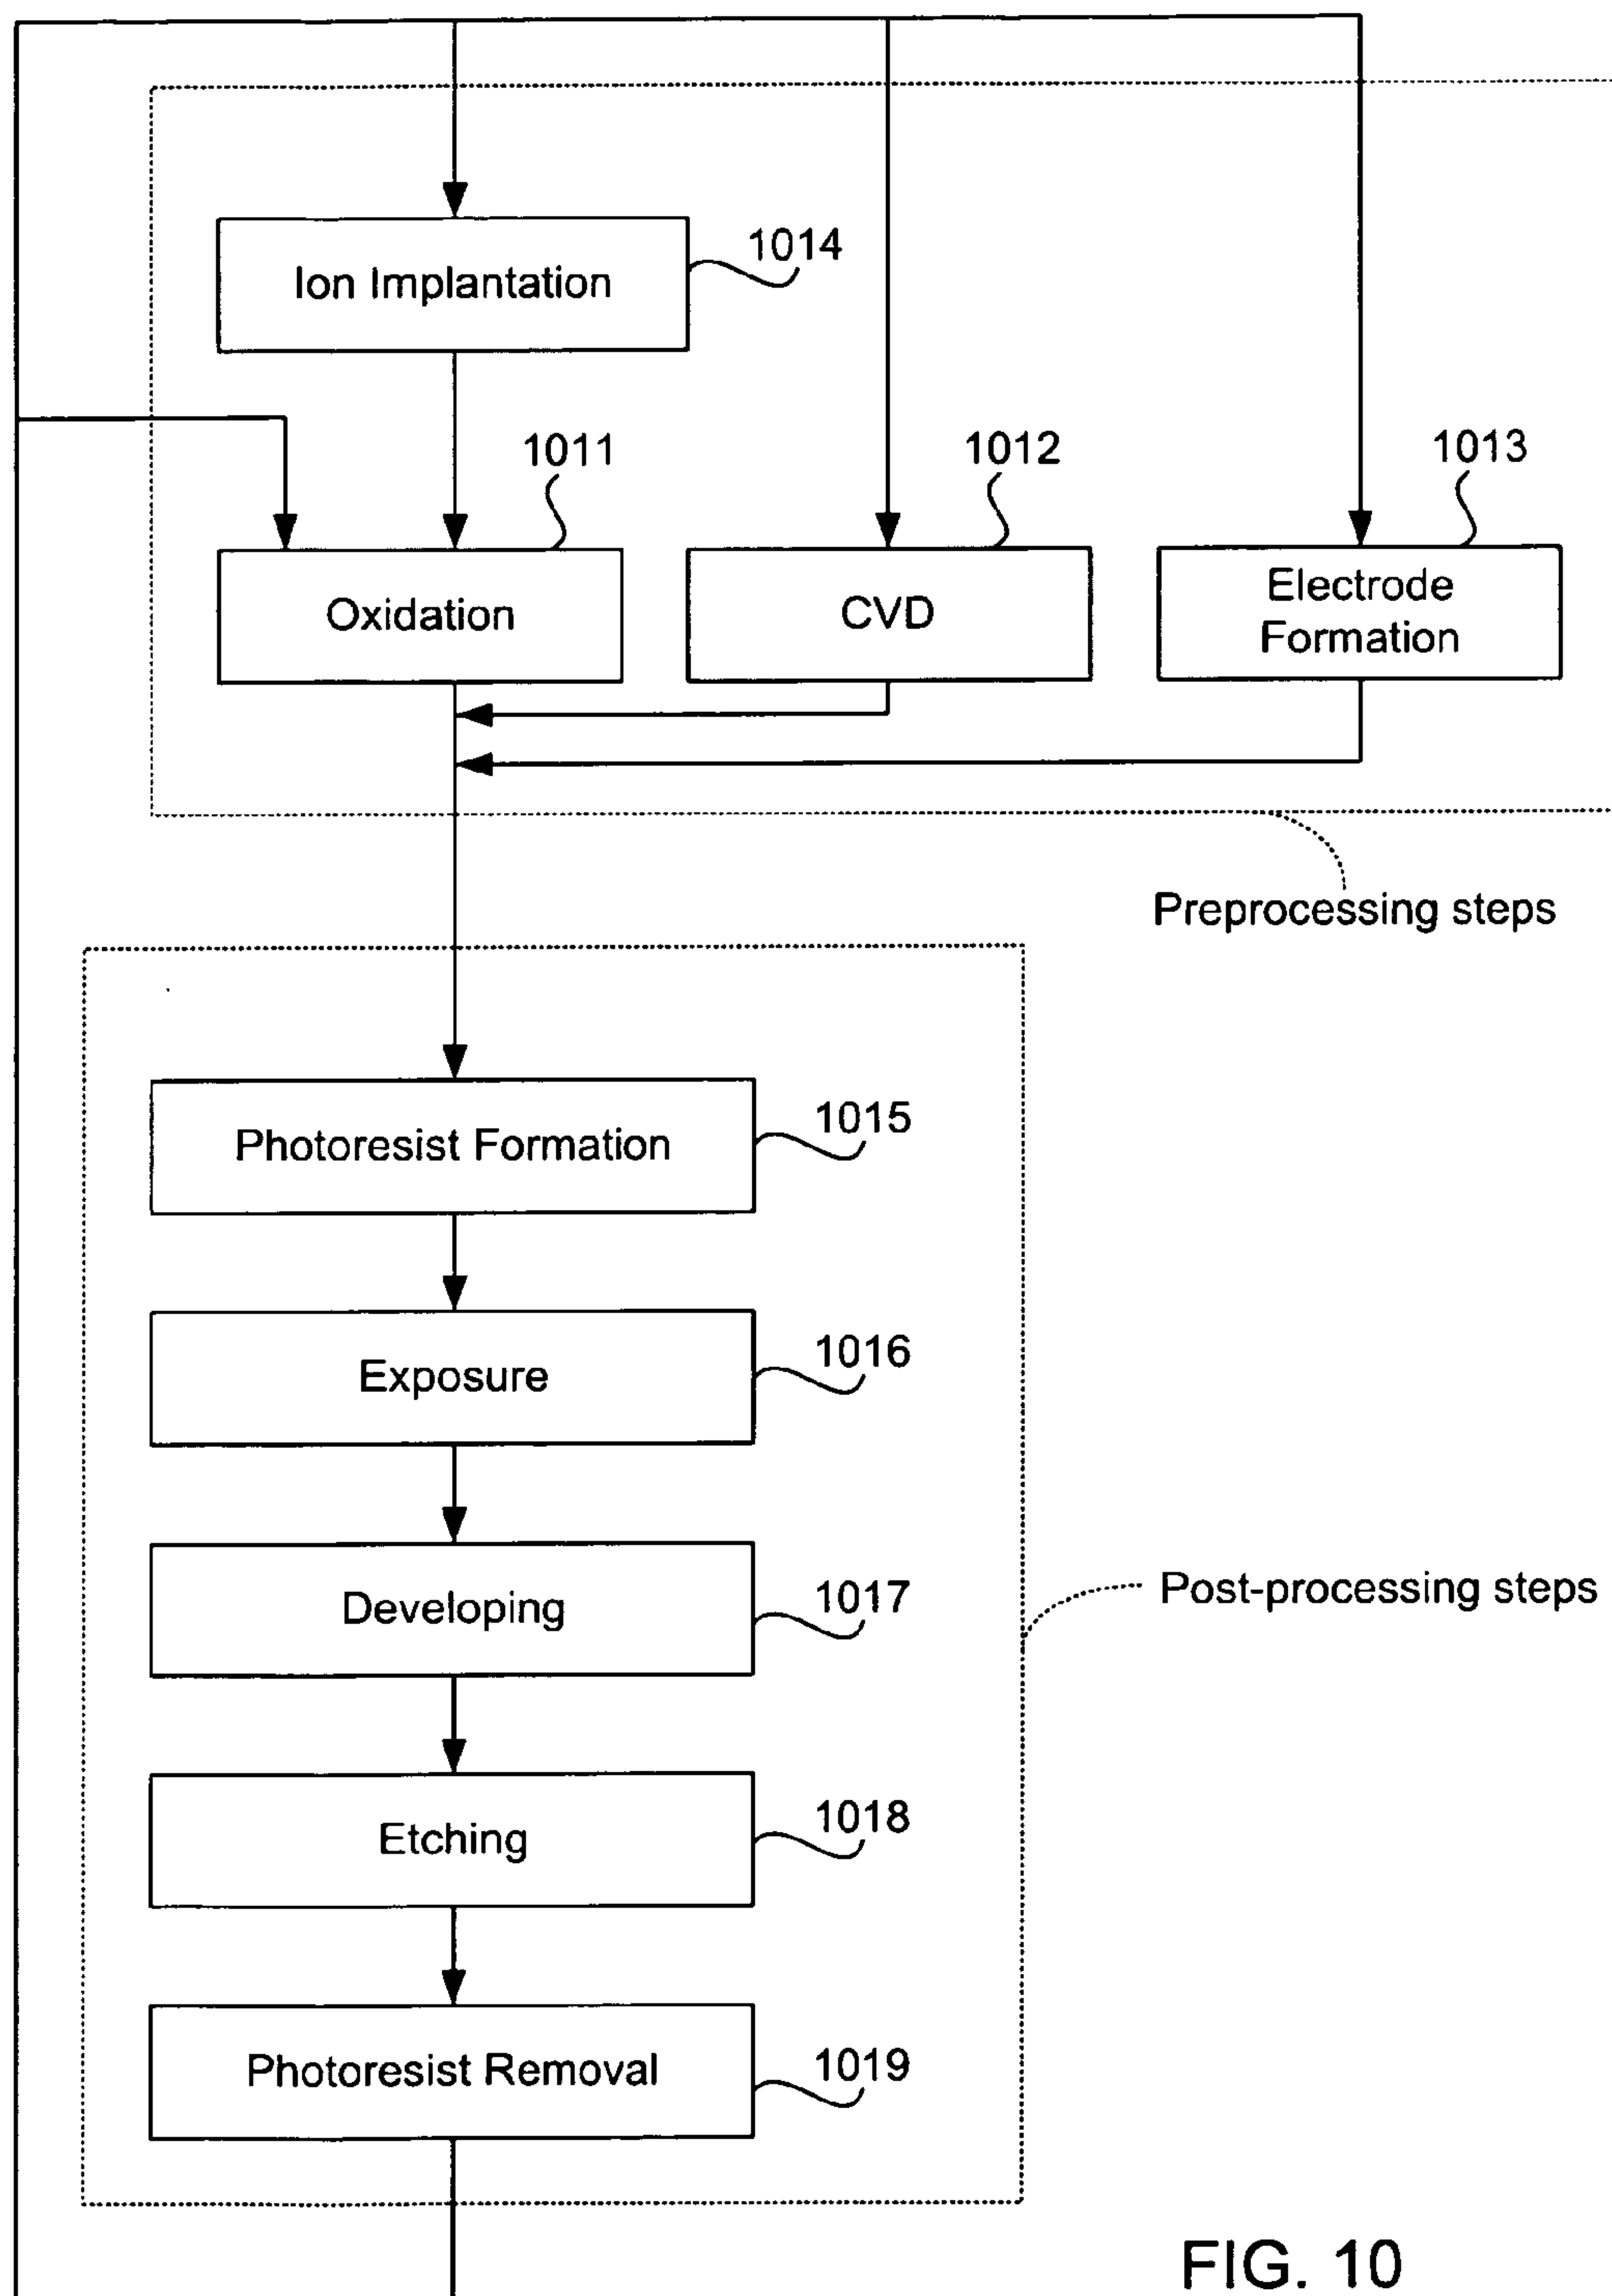 1014
Ion Implantation
1011
1012
1013
Oxidation
CVD
Electrode
Formation
Preprocessing steps
Photoresist Formation
1015
Exposure
1016
Developing
1017
Post-processing steps
Etching
1018
Photoresist Removal
1019
FIG. 10